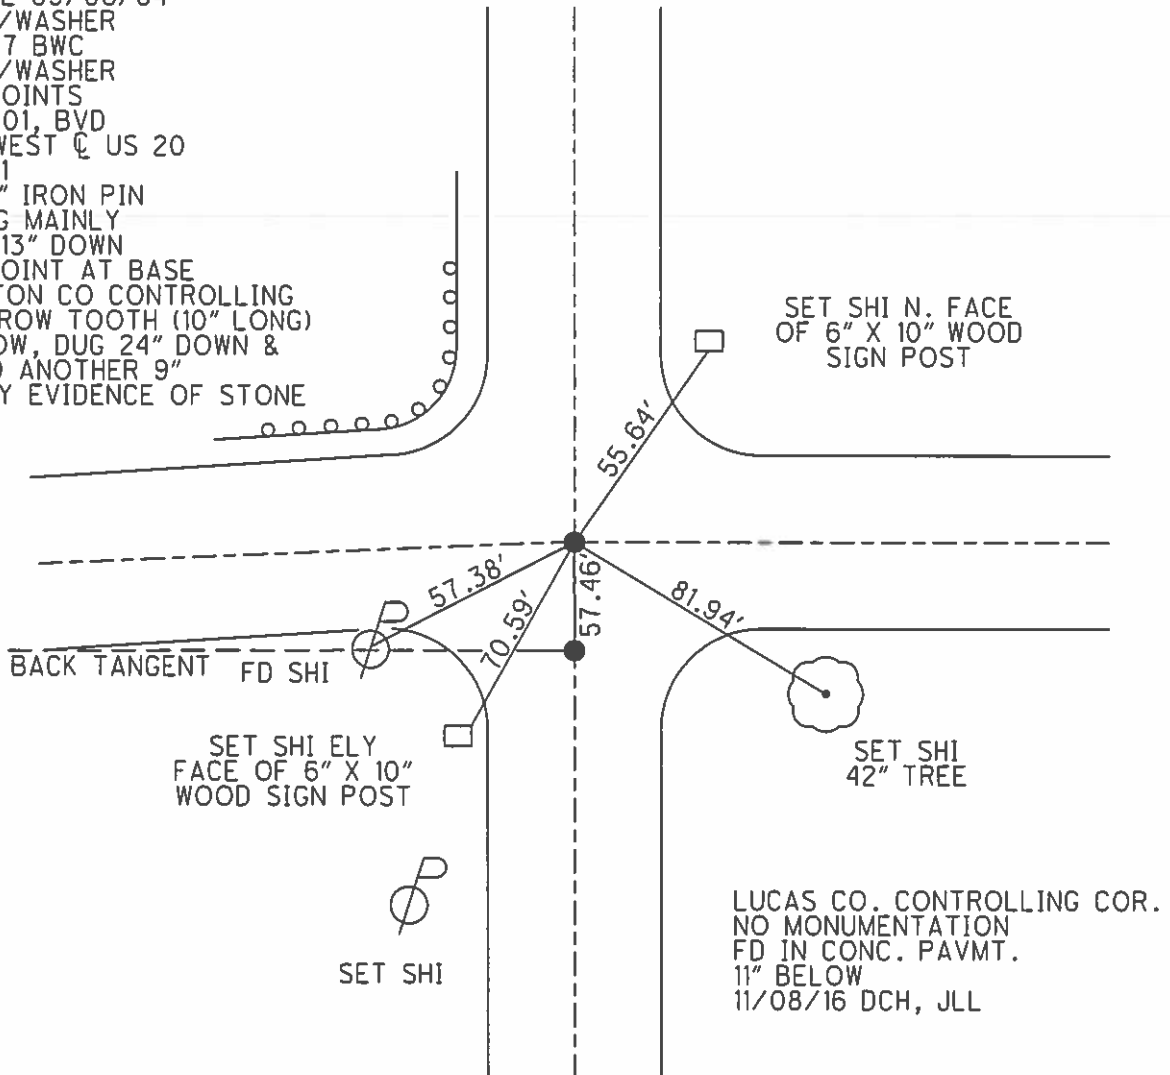 /WASHER
7 BWC
/WASHER
OINTS
01, BVD
WEST ℄ US 20
1
" IRON PIN
G MAINLY
13" DOWN
OINT AT BASE
TON CO CONTROLLING
ROW TOOTH (10" LONG)
OW, DUG 24" DOWN &
ANOTHER 9"
Y EVIDENCE OF STONE
SET SHI N. FACE
OF 6" X 10" WOOD
SIGN POST
55.64'
57.38'
70.59'
57.46'
81.94'
BACK TANGENT
FD SHI
SET SHI ELY
FACE OF 6" X 10"
WOOD SIGN POST
SET SHI
42" TREE
SET SHI
LUCAS CO. CONTROLLING COR.
NO MONUMENTATION
FD IN CONC. PAVMT.
11" BELOW
11/08/16 DCH, JLL